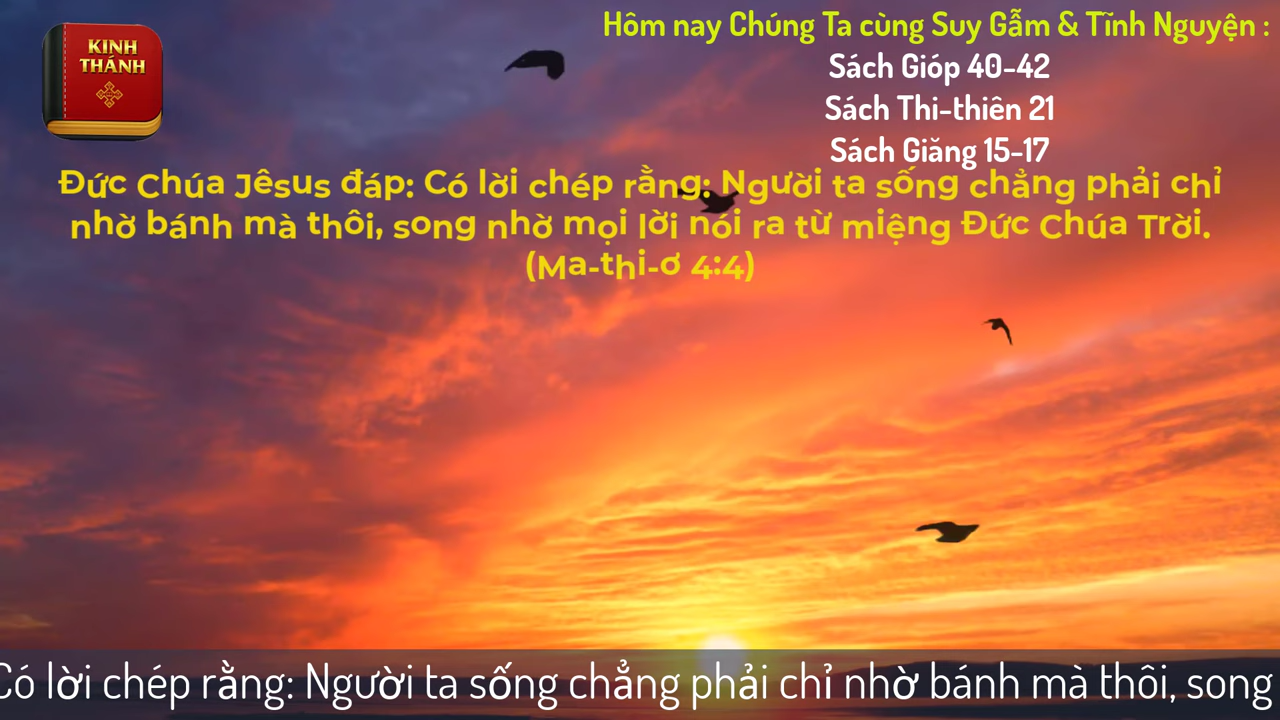 KINH
THÁNH
Hôm nay Chúng Ta cùng Suy Gẫm & Tĩnh Nguyện :
Sách Gióp 40-42
Sách Thi-thiên 21
Sách Giăng 15-17
Đức Chúa Jêsus đáp: Có lời chép rằng: Người ta sống chẳng phải chỉ
nhờ bánh mà thôi, song nhờ mọi lời nói ra từ miệng Đức Chúa Trời.
(Ma-thi-ơ 4:4)
Có lời chép rằng: Người ta sống chẳng phải chỉ nhờ bánh mà thôi, song